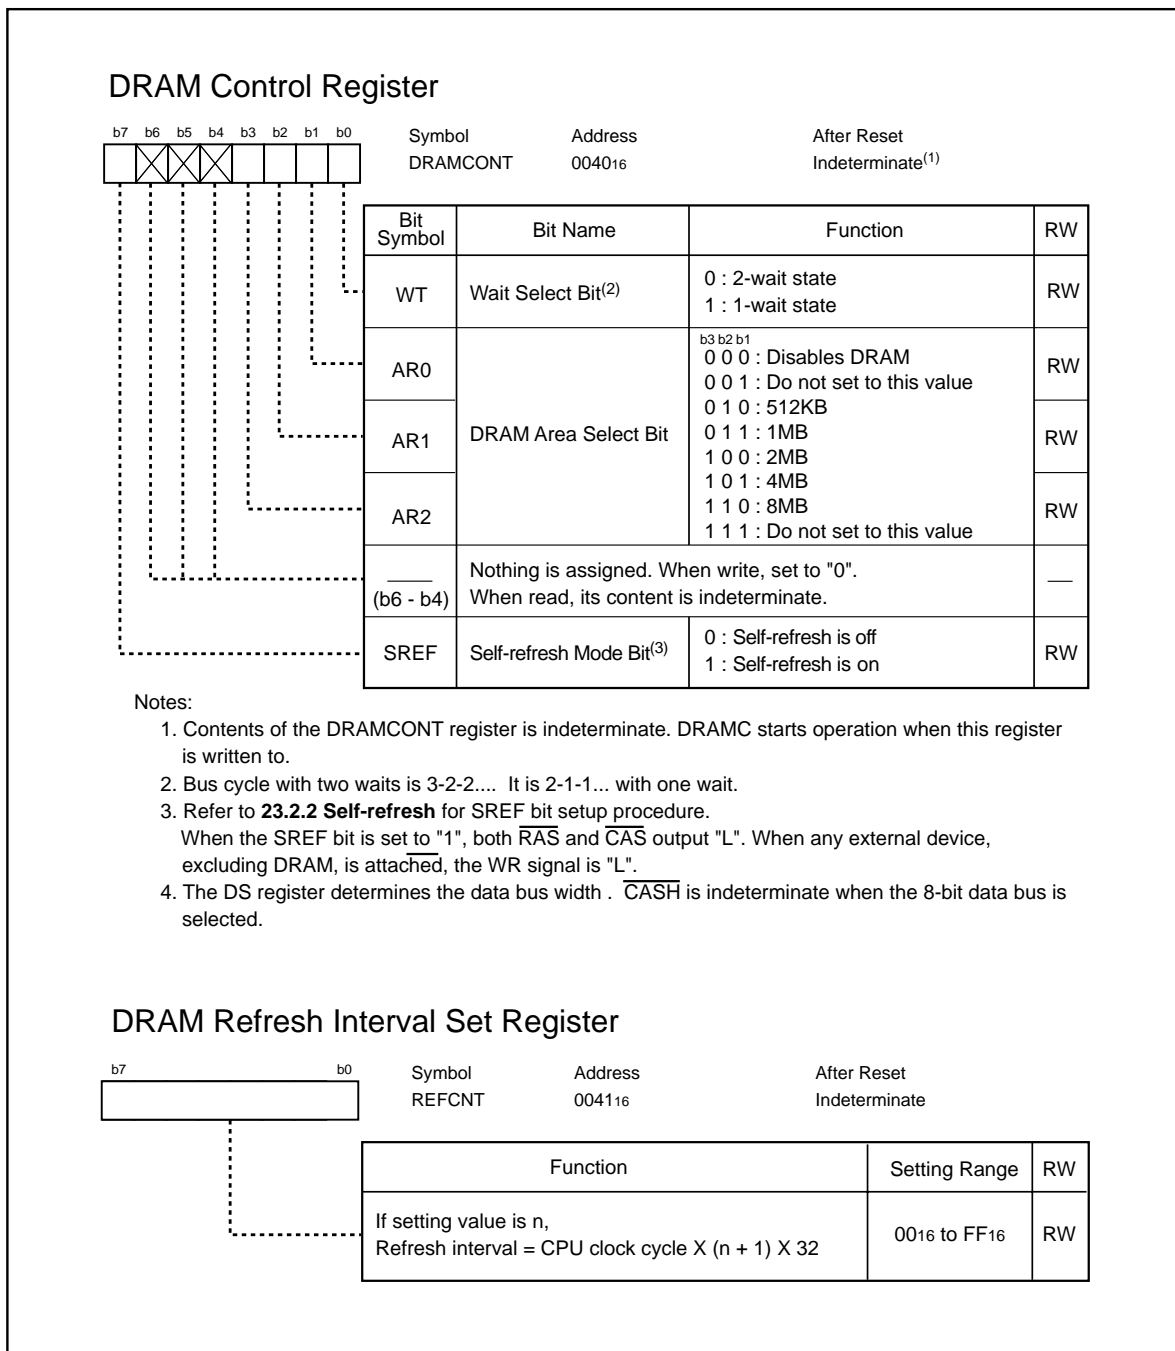 DRAM Control Register
b7 b6 b5 b4 b3 b2 b1 b0
Symbol Address After Reset
DRAMCONT 004016 Indeterminate(1)
Bit Symbol Bit Name Function RW
WT Wait Select Bit(2) 0 : 2-wait state RW
1 : 1-wait state
b3 b2 b1
AR0 0 0 0 : Disables DRAM RW
0 0 1 : Do not set to this value
0 1 0 : 512KB
AR1 DRAM Area Select Bit 0 1 1 : 1MB RW
1 0 0 : 2MB
1 0 1 : 4MB
AR2 1 1 0 : 8MB RW
1 1 1 : Do not set to this value
Nothing is assigned. When write, set to "0".
(b6 - b4) When read, its content is indeterminate.
SREF Self-refresh Mode Bit(3) 0 : Self-refresh is off RW
1 : Self-refresh is on
Notes:
1. Contents of the DRAMCONT register is indeterminate. DRAMC starts operation when this register
is written to.
2. Bus cycle with two waits is 3-2-2.... It is 2-1-1... with one wait.
3. Refer to 23.2.2 Self-refresh for SREF bit setup procedure.
When the SREF bit is set to "1", both RAS and CAS output "L". When any external device,
excluding DRAM, is attached, the WR signal is "L".
4. The DS register determines the data bus width . CASH is indeterminate when the 8-bit data bus is
selected.
DRAM Refresh Interval Set Register
b7 b0
Symbol Address After Reset
REFCNT 004116 Indeterminate
Function Setting Range RW
If setting value is n,
Refresh interval = CPU clock cycle X (n + 1) X 32 0016 to FF16 RW